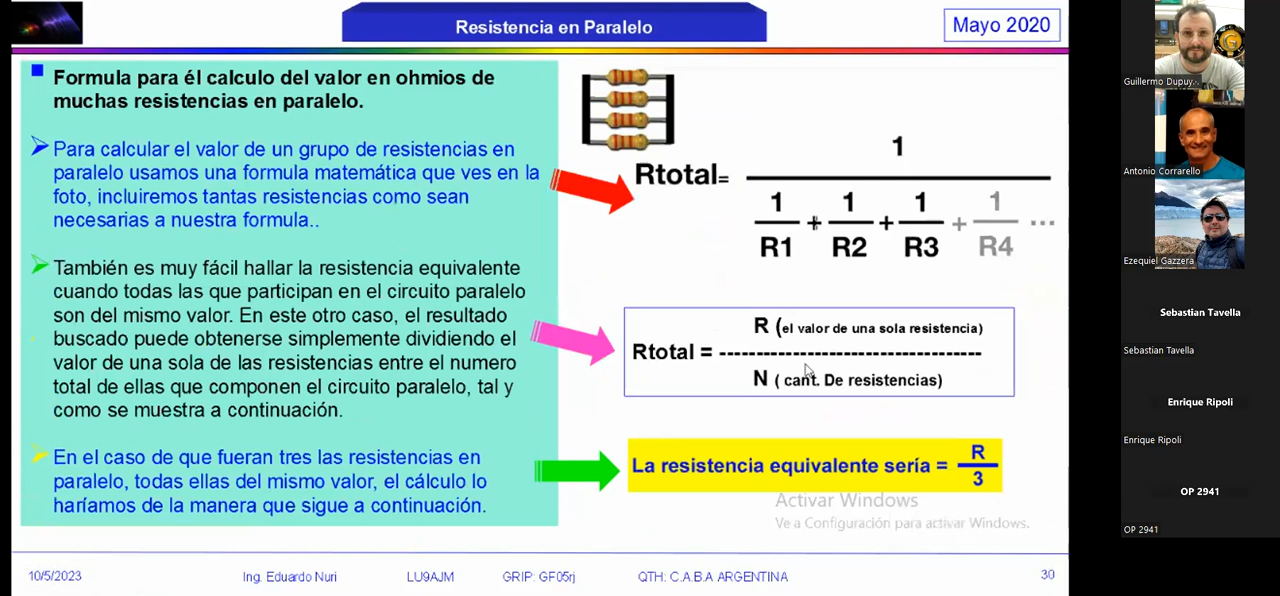 Resistencia en Paralelo
Mayo 2020
Formula para él calculo del valor en ohmios de
muchas resistencias en paralelo.
Para calcular el valor de un grupo de resistencias en
paralelo usamos una formula matemática que ves en la
foto, incluiremos tantas resistencias como sean
necesarias a nuestra formula..
También es muy fácil hallar la resistencia equivalente
cuando todas las que participan en el circuito paralelo
son del mismo valor. En este otro caso, el resultado
buscado puede obtenerse simplemente dividiendo el
valor de una sola de las resistencias entre el numero
total de ellas que componen el circuito paralelo, tal y
como se muestra a continuación.
En el caso de que fueran tres las resistencias en
paralelo, todas ellas del mismo valor, el cálculo lo
haríamos de la manera que sigue a continuación.
1
Rtotal=
1 + 1 + 1 + 1 ...
R1 R2 R3 R4
R (el valor de una sola resistencia)
Rtotal = -----------------------------------
N ( cant. De resistencias)
La resistencia equivalente sería = R
3
Activar Windows
Ve a Configuración para activar Windows.
10/5/2023
Ing. Eduardo Nuri
LU9AJM
GRIP: GF05rj
QTH: C.A.B.A ARGENTINA
30
Guillermo Dupuy...
Antonio Corrarello
Ezequiel Gazzera
Sebastian Tavella
Sebastian Tavella
Enrique Ripoli
Enrique Ripoli
OP 2941
OP 2941